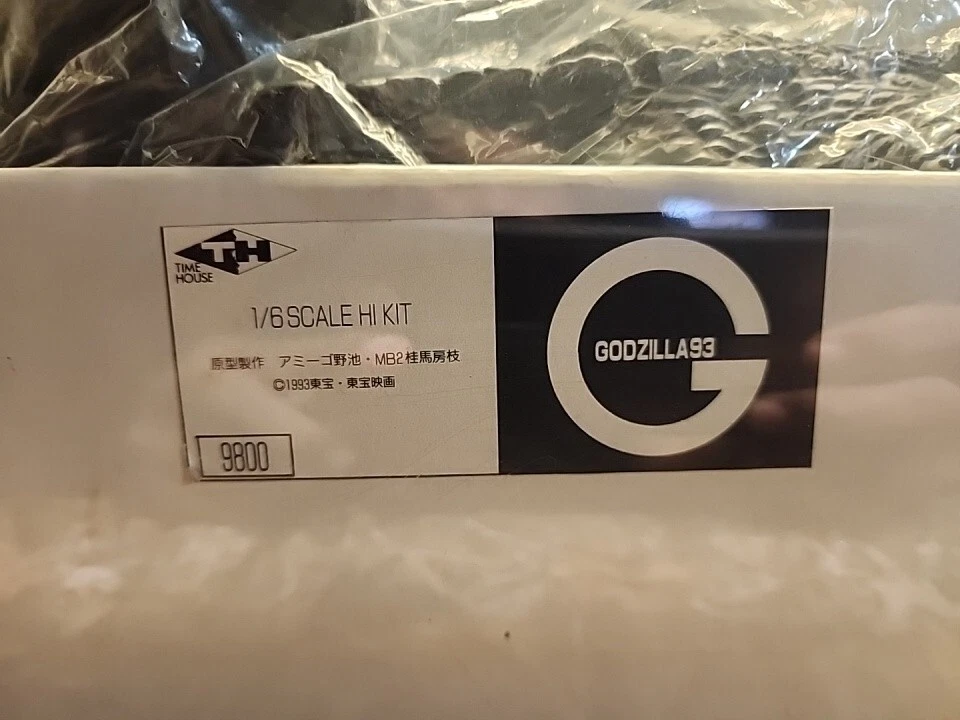 TH
TIME
HOUSE
1/6 SCALE HI KIT
原型製作 アミーゴ野池・MB2桂馬房枝
©1993東宝・東宝映画
9800
GODZILLA93